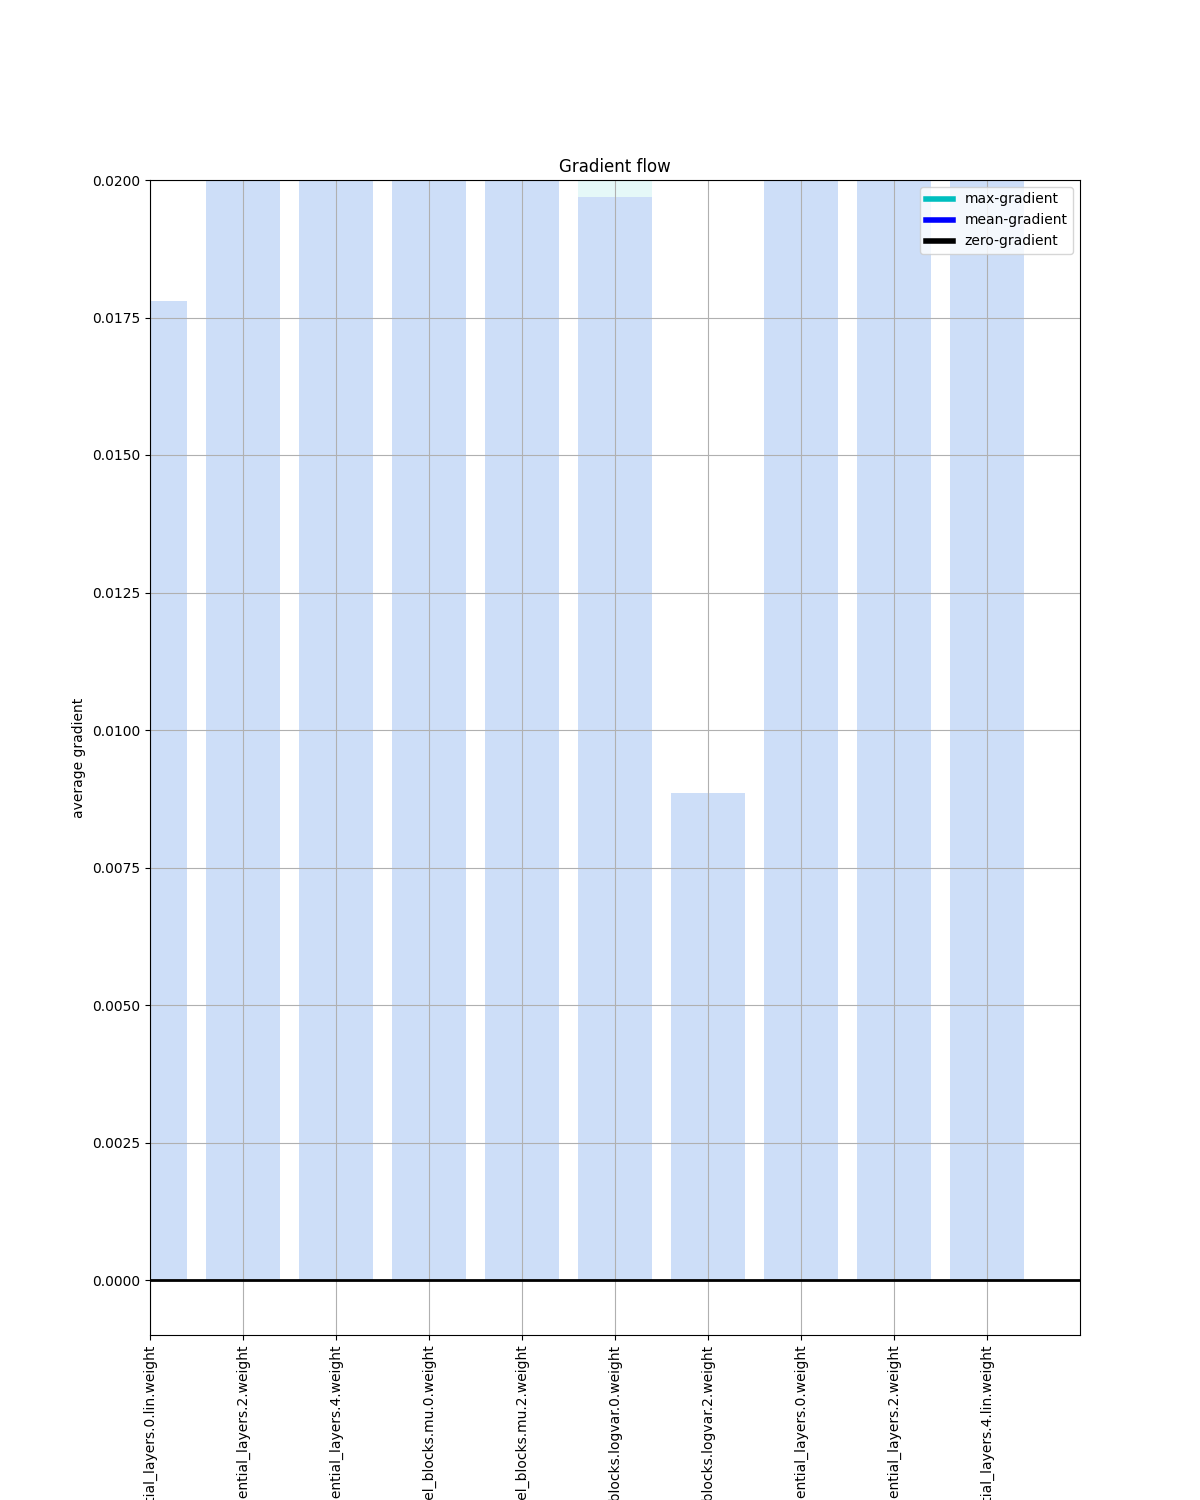 Gradient flow
max-gradient
mean-gradient
zero-gradient
0.0200
0.0175
0.0150
0.0125
0.0100
0.0075
0.0050
0.0025
0.0000
average gradient
tial_layers.0.lin.weight
ential_layers.2.weight
ential_layers.4.weight
el_blocks.mu.0.weight
el_blocks.mu.2.weight
blocks.logvar.0.weight
blocks.logvar.2.weight
ential_layers.0.weight
ential_layers.2.weight
tial_layers.4.lin.weight